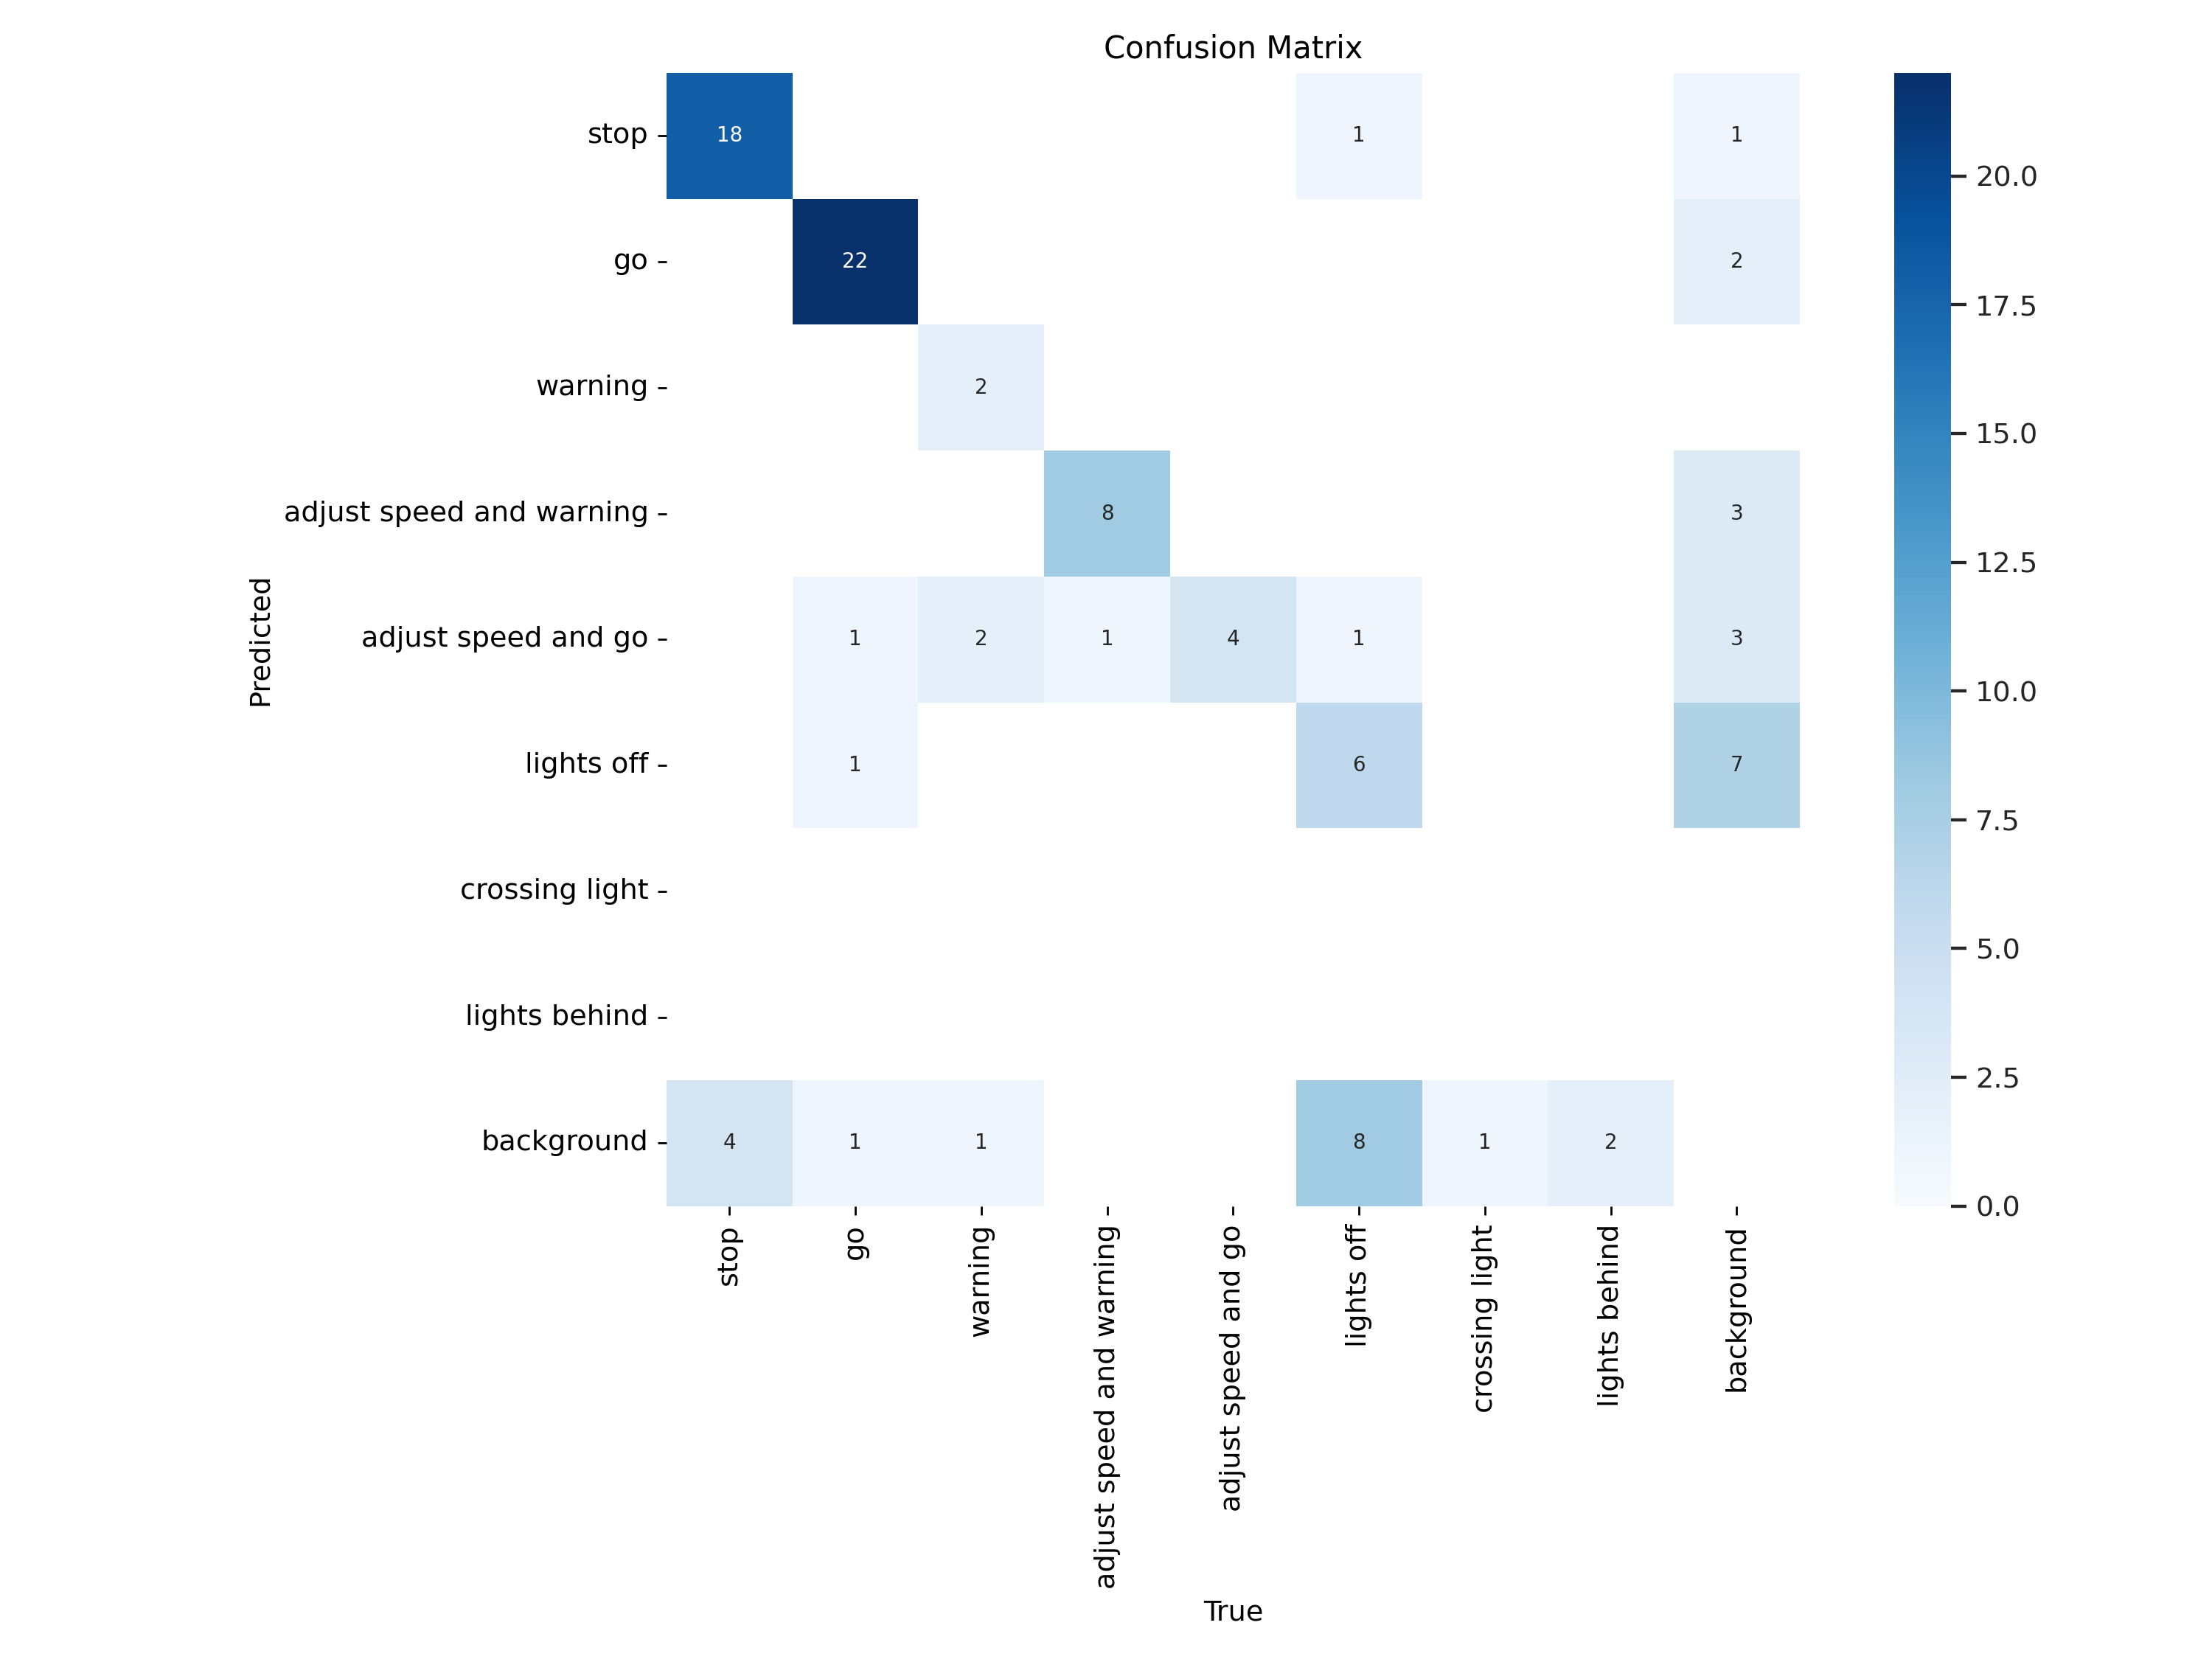 Confusion Matrix
stop 18 1 1 20.0
go 22 2 17.5
warning 2 15.0
adjust speed and warning 8 3 12.5
Predicted
adjust speed and go 1 2 1 4 1 3 10.0
lights off 1 6 7 7.5
crossing light
5.0
lights behind
2.5
background 4 1 1 8 1 2
0.0
stop
go
warning
adjust speed and warning
adjust speed and go
lights off
crossing light
lights behind
background
True